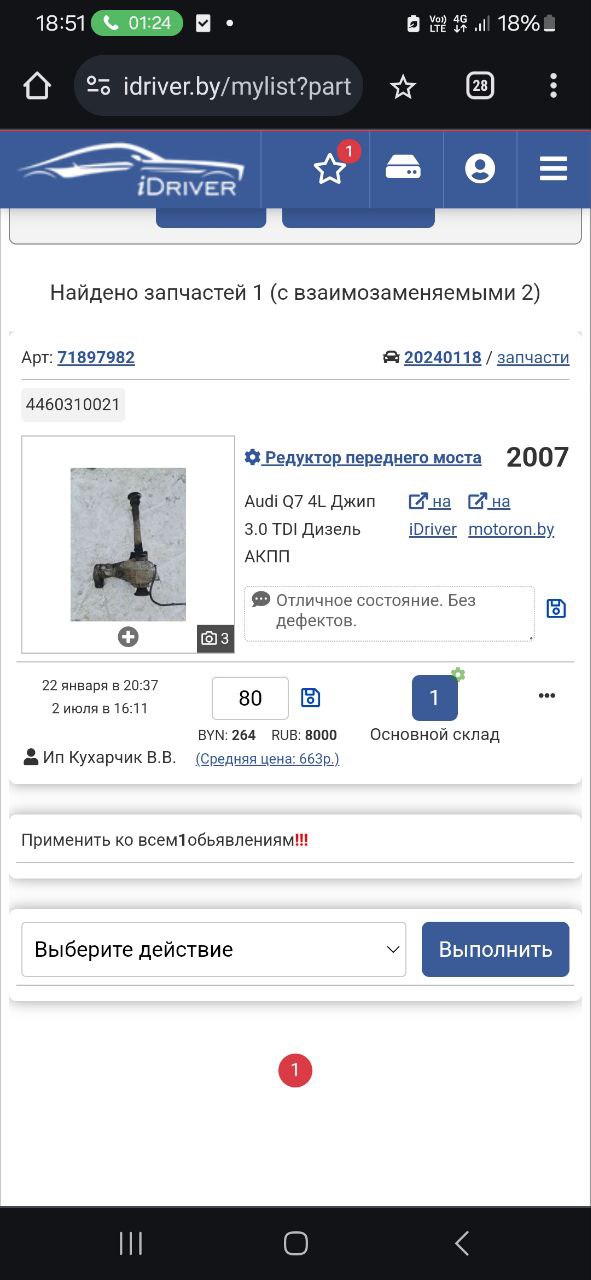 18:51 01:24 Vo)) LTE 4G 18%
idriver.by/mylist?part 28
iDRIVER 1
Найдено запчастей 1 (с взаимозаменяемыми 2)
Арт: 71897982 20240118 / запчасти
4460310021
Редуктор переднего моста 2007
Audi Q7 4L Джип
3.0 TDI Дизель
АКПП
на iDriver
на motoron.by
Отличное состояние. Без
дефектов.
3
22 января в 20:37
2 июля в 16:11
Ип Кухарчик В.В.
80
BYN: 264 RUB: 8000
(Средняя цена: 663р.)
1
Основной склад
Применить ко всем1обьявлениям!!!
Выберите действие Выполнить
1